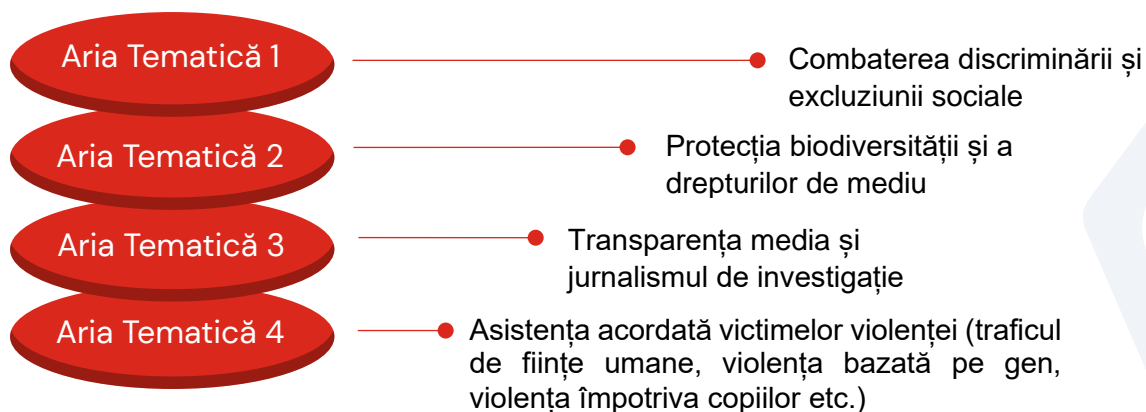 Aria Tematică 1
Combaterea discriminării și
excluziunii sociale
Aria Tematică 2
Protecția biodiversității și a
drepturilor de mediu
Aria Tematică 3
Transparența media și
jurnalismul de investigație
Aria Tematică 4
Asistența acordată victimelor violenței (traficul
de ființe umane, violența bazată pe gen,
violența împotriva copiilor etc.)